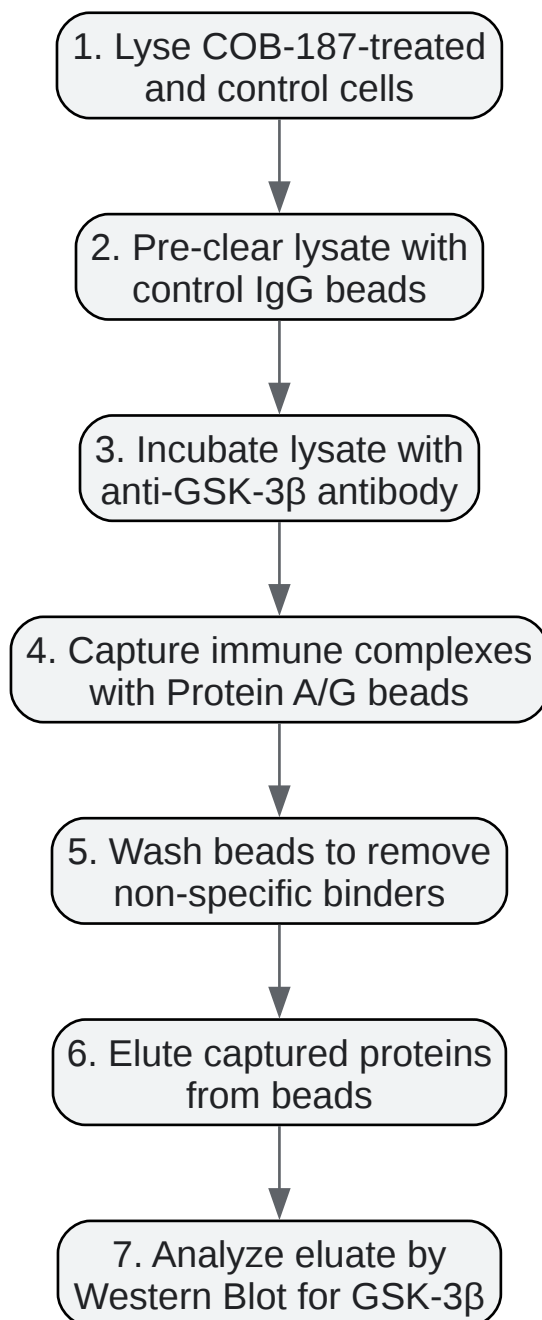 1. Lyse COB-187-treated
and control cells
2. Pre-clear lysate with
control IgG beads
3. Incubate lysate with
anti-GSK-3β antibody
4. Capture immune complexes
with Protein A/G beads
5. Wash beads to remove
non-specific binders
6. Elute captured proteins
from beads
7. Analyze eluate by
Western Blot for GSK-3β